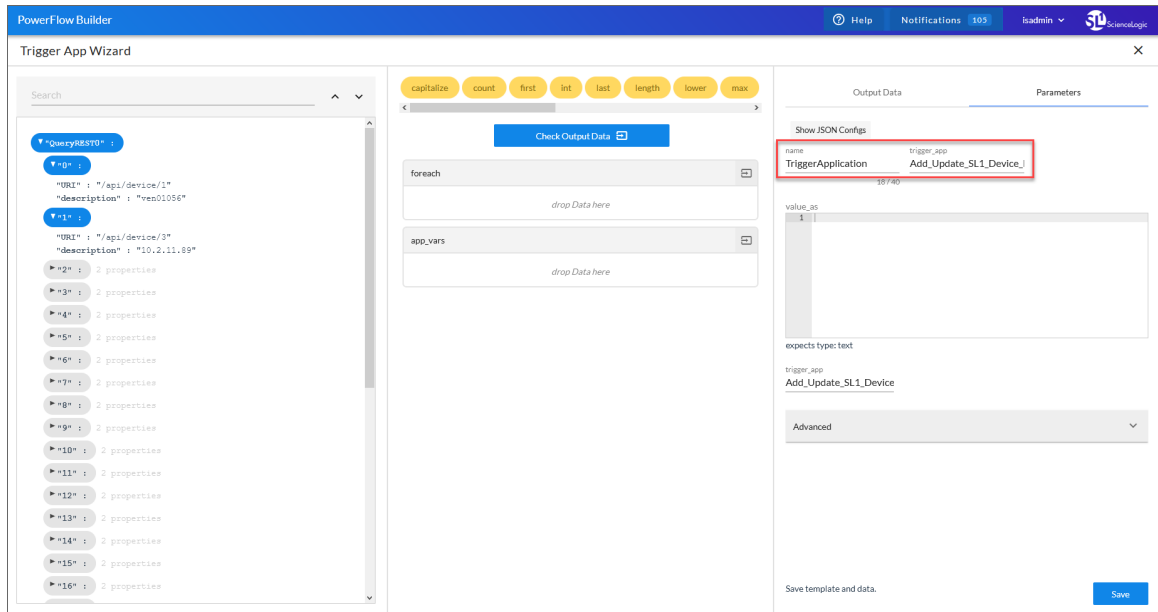 PowerFlow Builder
Help
Notifications 105
isadmin
SL ScienceLogic
Trigger App Wizard
Search
"QueryREST0" :
"0" :
"URI" : "/api/device/1"
"description" : "ven01056"
"1" :
"URI" : "/api/device/3"
"description" : "10.2.11.89"
"2" : 2 properties
"3" : 2 properties
"4" : 2 properties
"5" : 2 properties
"6" : 2 properties
"7" : 2 properties
"8" : 2 properties
"9" : 2 properties
"10" : 2 properties
"11" : 2 properties
"12" : 2 properties
"13" : 2 properties
"14" : 2 properties
"15" : 2 properties
"16" : 2 properties
capitalize count first int last length lower max
Check Output Data
foreach
drop Data here
app_vars
drop Data here
Output Data
Parameters
Show JSON Configs
name trigger_app
TriggerApplication Add_Update_SL1_Device_
18 / 40
value_as
1
expects type: text
trigger_app
Add_Update_SL1_Device
Advanced
Save template and data.
Save